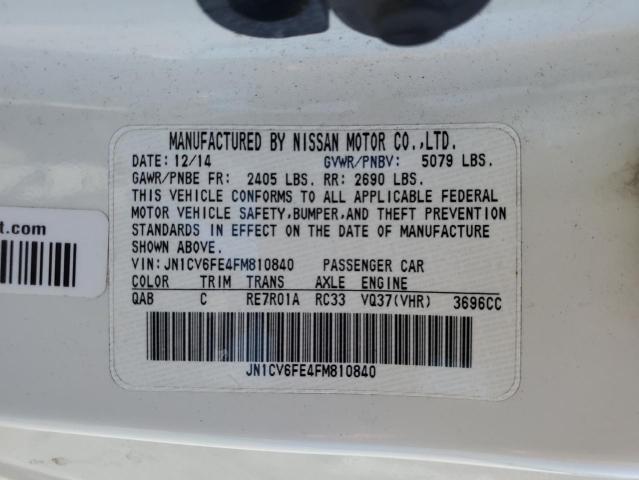 MANUFACTURED BY NISSAN MOTOR CO.,LTD.
DATE: 12/14 GVWR/PNBV: 5079 LBS.
GAWR/PNBE FR: 2405 LBS. RR: 2690 LBS.
THIS VEHICLE CONFORMS TO ALL APPLICABLE FEDERAL
MOTOR VEHICLE SAFETY,BUMPER,AND THEFT PREVENTION
STANDARDS IN EFFECT ON THE DATE OF MANUFACTURE
SHOWN ABOVE.
VIN:JN1CV6FE4FM810840 PASSENGER CAR
COLOR TRIM TRANS AXLE ENGINE
QAB C RE7R01A RC33 VQ37(VHR) 3696CC
JN1CV6FE4FM810840
t.com